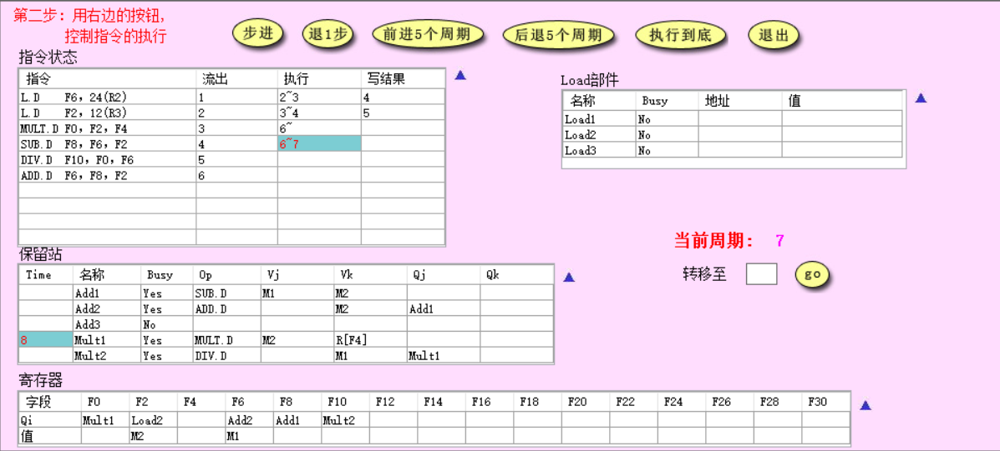 第二步：用右边的按钮，
控制指令的执行
步进 退1步 前进5个周期 后退5个周期 执行到底 退出
指令状态
指令 流出 执行 写结果
L.D F6，24(R2) 1 2~3 4
L.D F2，12(R3) 2 3~4 5
MULT.D F0，F2，F4 3 6~
SUB.D F8，F6，F2 4 6~7
DIV.D F10，F0，F6 5
ADD.D F6，F8，F2 6
Load部件
名称 Busy 地址 值
Load1 No
Load2 No
Load3 No
当前周期： 7
转移至 go
保留站
Time 名称 Busy Op Vj Vk Qj Qk
Add1 Yes SUB.D M1 M2
Add2 Yes ADD.D M2 Add1
Add3 No
8 Mult1 Yes MULT.D M2 R[F4]
Mult2 Yes DIV.D M1 Mult1
寄存器
字段 F0 F2 F4 F6 F8 F10 F12 F14 F16 F18 F20 F22 F24 F26 F28 F30
Qi Mult1 Load2 Add2 Add1 Mult2
值 M2 M1